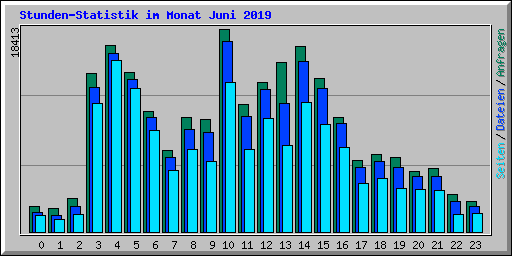 Stunden-Statistik im Monat Juni 2019
18413
Seiten / Dateien / Anfragen
0 1 2 3 4 5 6 7 8 9 10 11 12 13 14 15 16 17 18 19 20 21 22 23